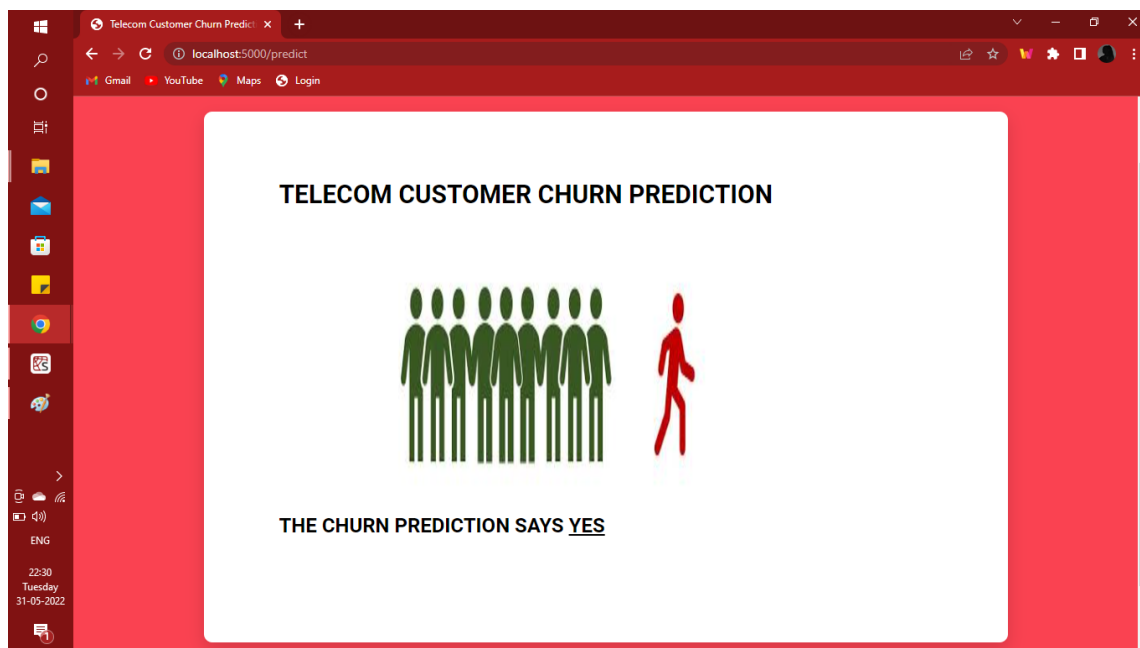 Telecom Customer Churn Predict
localhost:5000/predict
Gmail YouTube Maps Login
TELECOM CUSTOMER CHURN PREDICTION
THE CHURN PREDICTION SAYS YES
ENG
22:30
Tuesday
31-05-2022
1